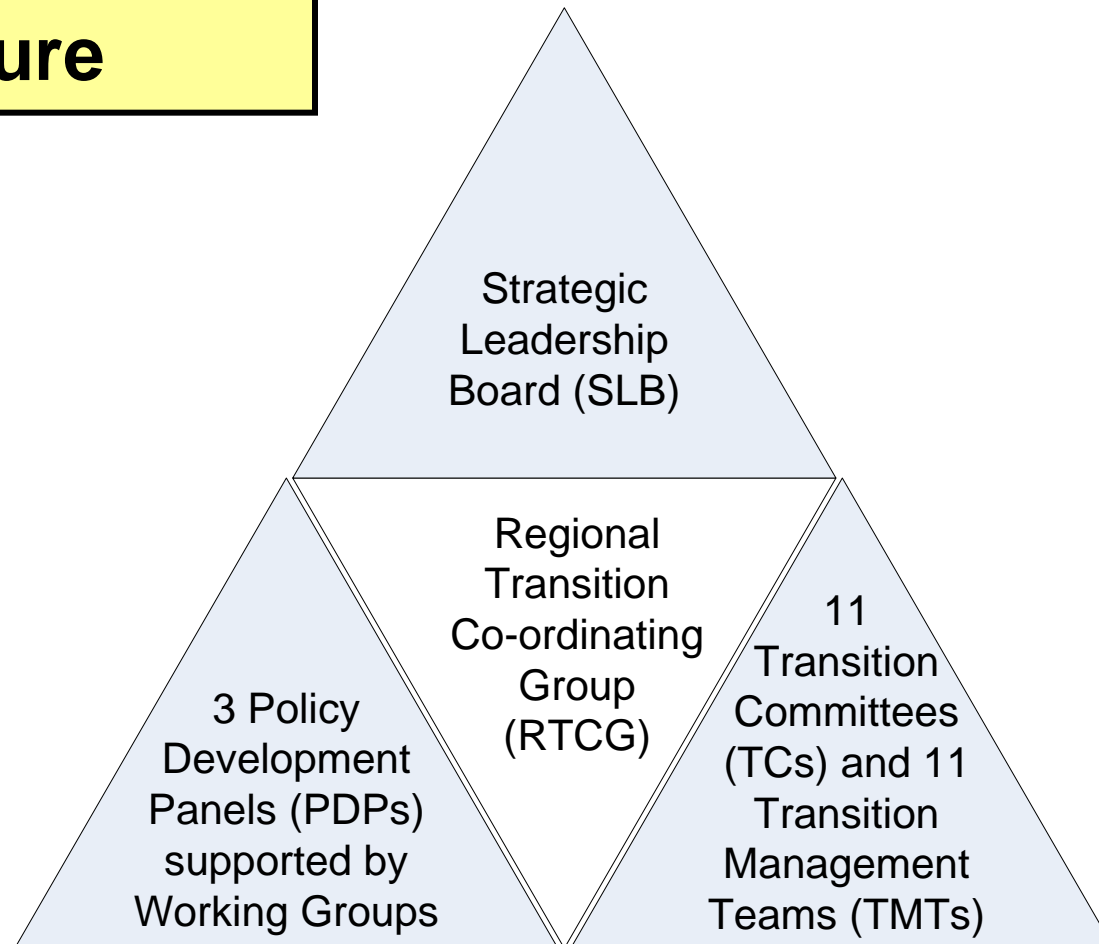 ure
Strategic
Leadership
Board (SLB)
Regional
Transition
Co-ordinating
Group
(RTCG)
3 Policy
Development
Panels (PDPs)
supported by
Working Groups
11
Transition
Committees
(TCs) and 11
Transition
Management
Teams (TMTs)